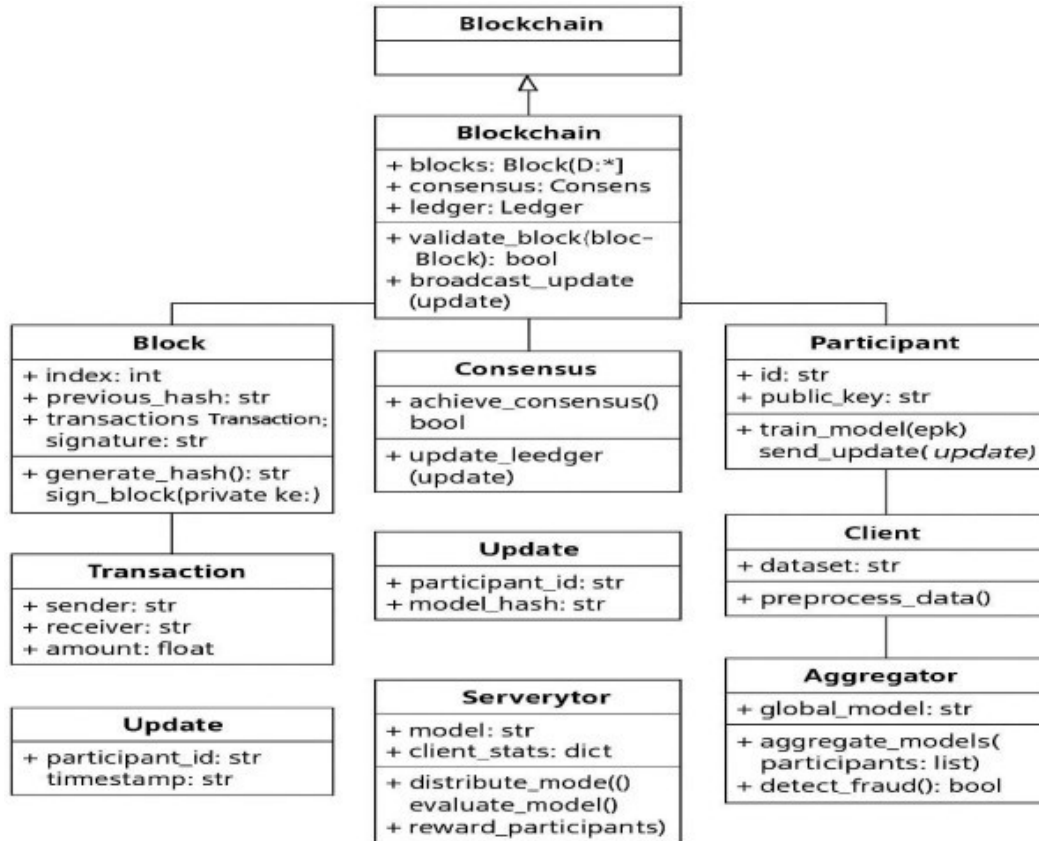 Blockchain
Blockchain
+ blocks: Block(D:*]
+ consensus: Consens
+ ledger: Ledger
+ validate_block(bloc–
Block): bool
+ broadcast_update
(update)
Block
+ index: int
+ previous_hash: str
+ transactions Transaction;
signature: str
+ generate_hash(): str
sign_block(private ke:)
Consensus
+ achieve_consensus()
bool
+ update_leedger
(update)
Participant
+ id: str
+ public_key: str
+ train_model(epk)
send_update( update)
Transaction
+ sender: str
+ receiver: str
+ amount: float
Update
+ participant_id: str
+ model_hash: str
Client
+ dataset: str
+ preprocess_data()
Update
+ participant_id: str
timmestamp: str
Serverytor
+ model: str
+ client_stats: dict
+ distribute_mode(()
evaluate_model()
+ reward_participants)
Aggregator
+ global_model: str
+ aggregate_models(
participants: list)
+ detect_fraud(): bool